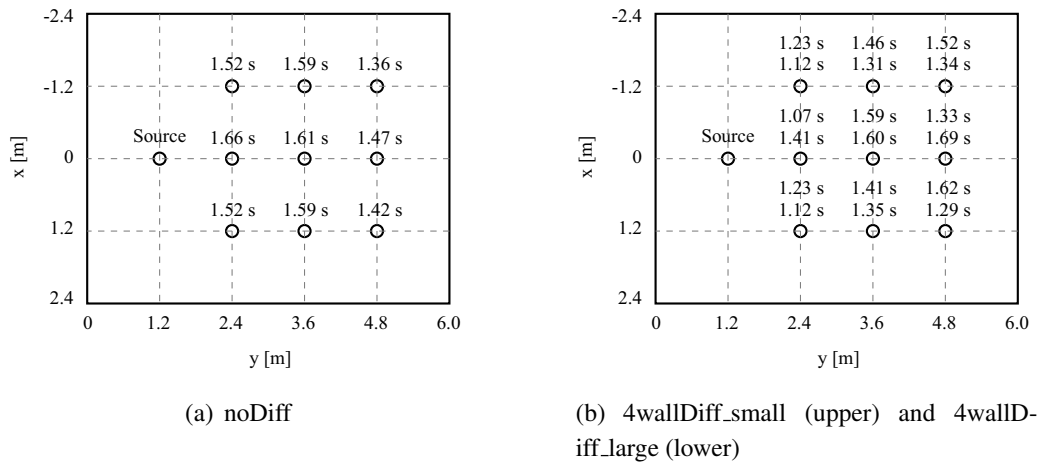 -2.4
1.52 s 1.59 s 1.36 s
-1.2
Source 1.66 s 1.61 s 1.47 s
0
x [m]
1.52 s 1.59 s 1.42 s
1.2
2.4
0 1.2 2.4 3.6 4.8 6.0
y [m]
(a) noDiff
-2.4
1.23 s 1.46 s 1.52 s
1.12 s 1.31 s 1.34 s
-1.2
1.07 s 1.59 s 1.33 s
Source 1.41 s 1.60 s 1.69 s
0
x [m]
1.23 s 1.41 s 1.62 s
1.12 s 1.35 s 1.29 s
1.2
2.4
0 1.2 2.4 3.6 4.8 6.0
y [m]
(b) 4wallDiff_small (upper) and 4wallD-
iff_large (lower)